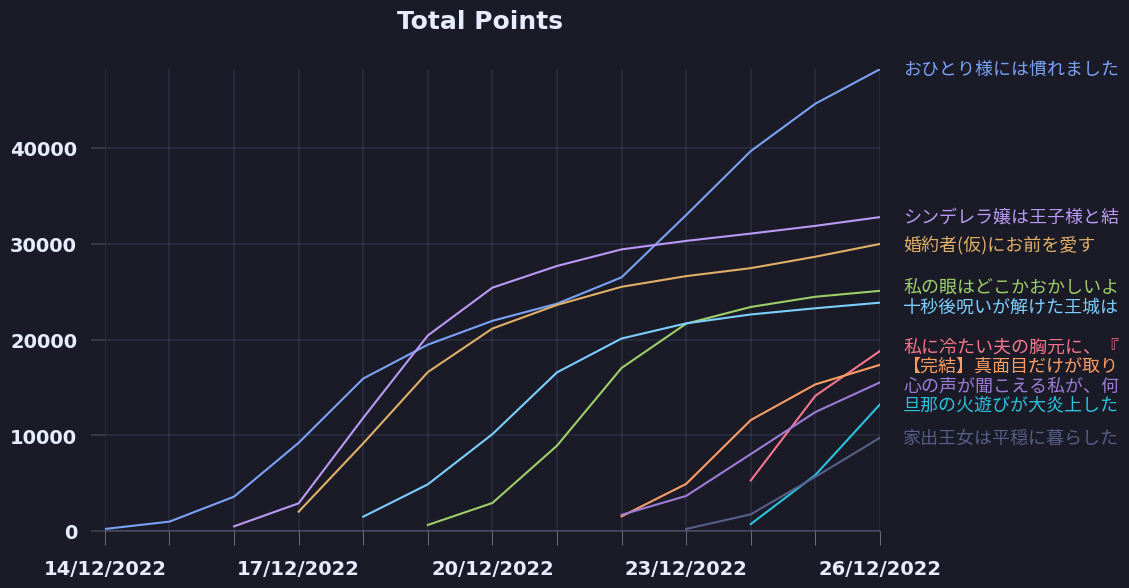 Total Points
40000
30000
20000
10000
0
14/12/2022
17/12/2022
20/12/2022
23/12/2022
26/12/2022
おひとり様には慣れました
シンデレラ嬢は王子様と結
婚約者(仮)にお前を愛す
私の眼はどこかおかしいよ
十秒後呪いが解けた王城は
私に冷たい夫の胸元に、『
【完結】真面目だけが取り
心の声が聞こえる私が、何
旦那の火遊びが大炎上した
家出王女は平穏に暮らした